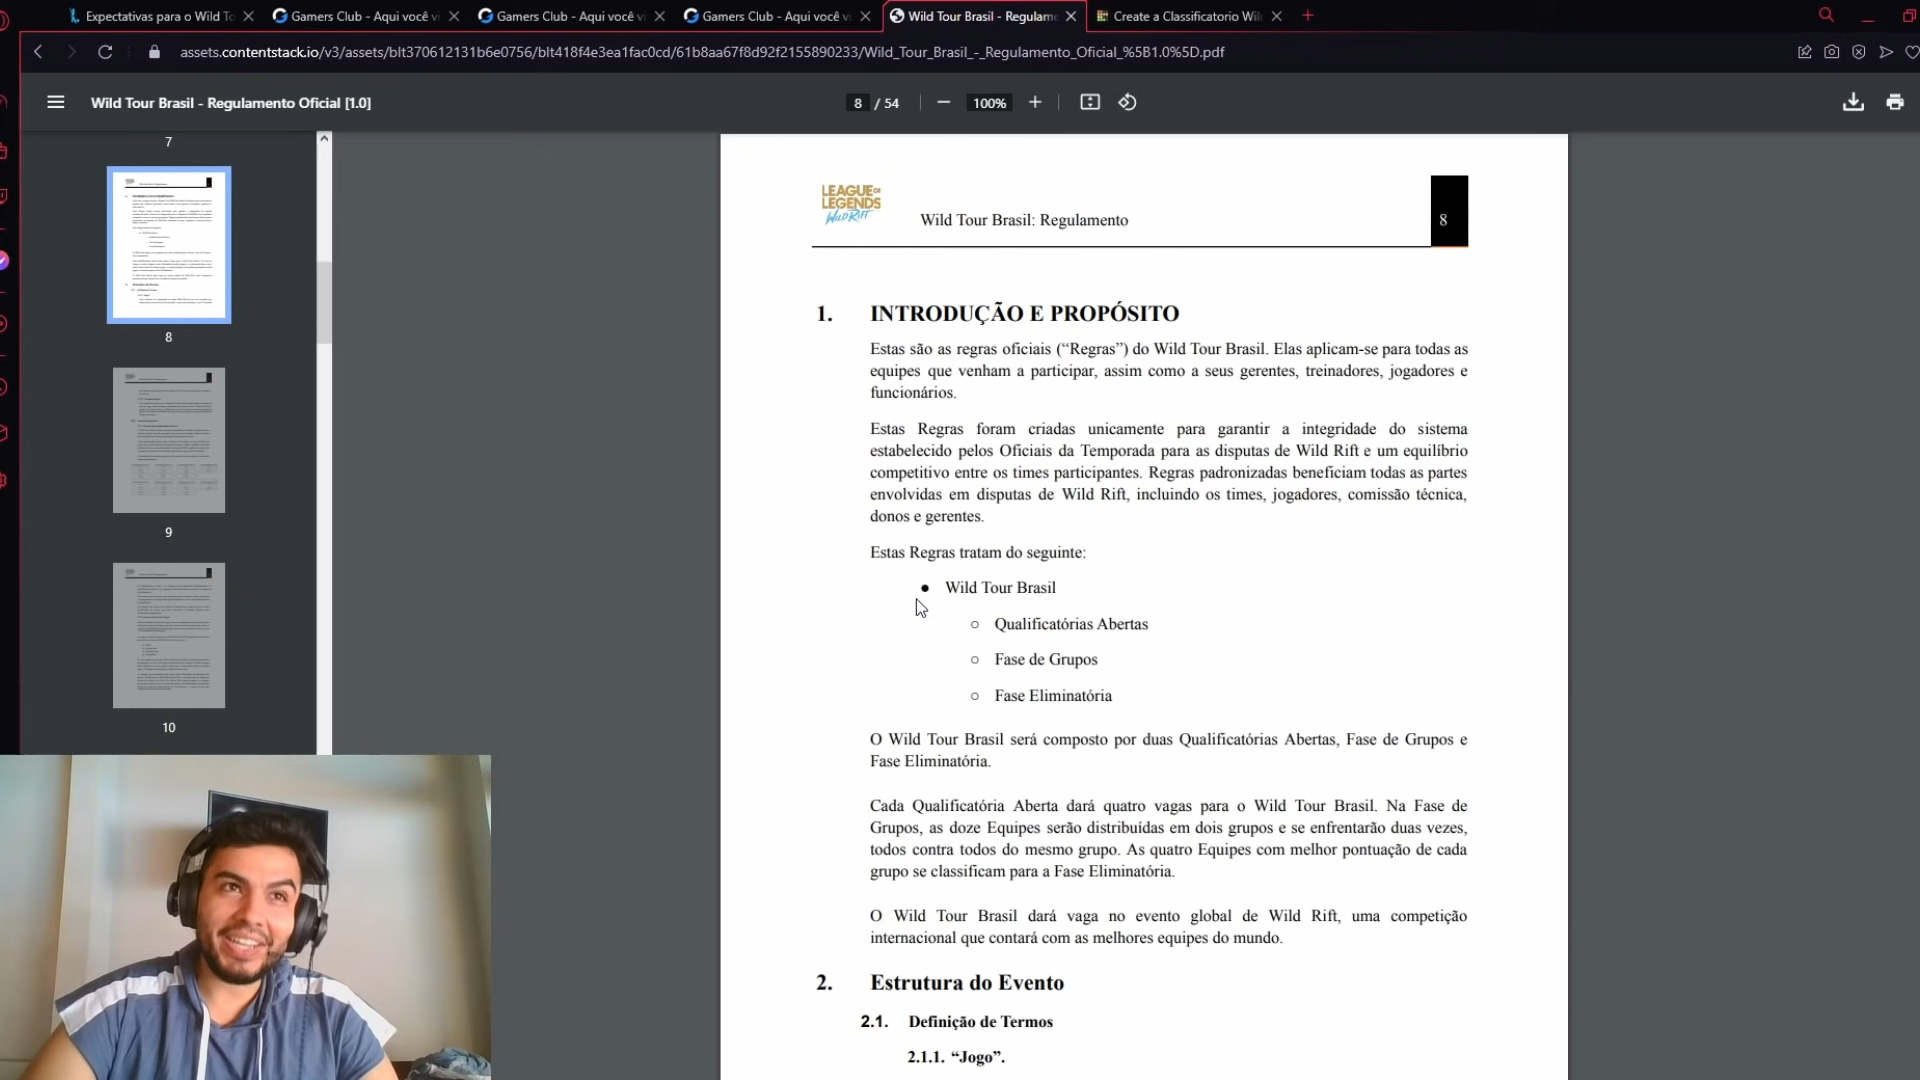 Expectativas para o Wild To
Gamers Club - Aqui você vi
Gamers Club - Aqui você vi
Gamers Club - Aqui você vi
Wild Tour Brasil - Regulame
Create a Classificatorio Wil
assets.contentstack.io/v3/assets/blt370612131b6e0756/blt418f4e3ea1fac0cd/61b8aa67f8d92f2155890233/Wild_Tour_Brasil_-_Regulamento_Oficial_%5B1.0%5D.pdf
Wild Tour Brasil - Regulamento Oficial [1.0]
8 / 54
100%
7
8
9
10
LEAGUE OF
LEGENDS
WILD RIFT
Wild Tour Brasil: Regulamento
8
1. INTRODUÇÃO E PROPÓSITO
Estas são as regras oficiais (“Regras”) do Wild Tour Brasil. Elas aplicam-se para todas as
equipes que venham a participar, assim como a seus gerentes, treinadores, jogadores e
funcionários.
Estas Regras foram criadas unicamente para garantir a integridade do sistema
estabelecido pelos Oficiais da Temporada para as disputas de Wild Rift e um equilíbrio
competitivo entre os times participantes. Regras padronizadas beneficiam todas as partes
envolvidas em disputas de Wild Rift, incluindo os times, jogadores, comissão técnica,
donos e gerentes.
Estas Regras tratam do seguinte:
● Wild Tour Brasil
○ Qualificatórias Abertas
○ Fase de Grupos
○ Fase Eliminatória
O Wild Tour Brasil será composto por duas Qualificatórias Abertas, Fase de Grupos e
Fase Eliminatória.
Cada Qualificatória Aberta dará quatro vagas para o Wild Tour Brasil. Na Fase de
Grupos, as doze Equipes serão distribuídas em dois grupos e se enfrentarão duas vezes,
todos contra todos do mesmo grupo. As quatro Equipes com melhor pontuação de cada
grupo se classificam para a Fase Eliminatória.
O Wild Tour Brasil dará vaga no evento global de Wild Rift, uma competição
internacional que contará com as melhores equipes do mundo.
2. Estrutura do Evento
2.1. Definição de Termos
2.1.1. “Jogo”.